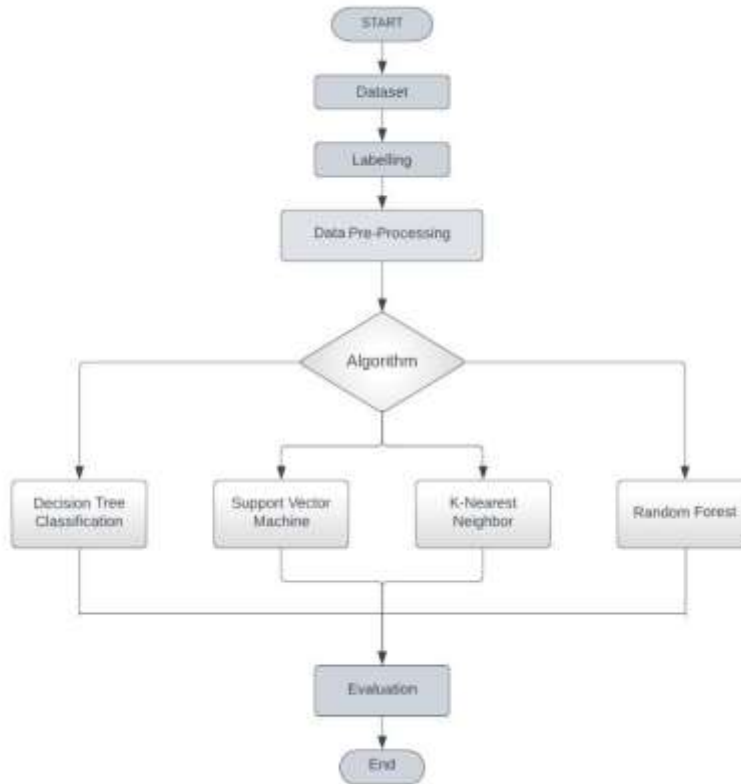 START
Dataset
Labelling
Data Pre-Processing
Algorithm
Decision Tree
Classification
Support Vector
Machine
K-Nearest
Neighbor
Random Forest
Evaluation
End